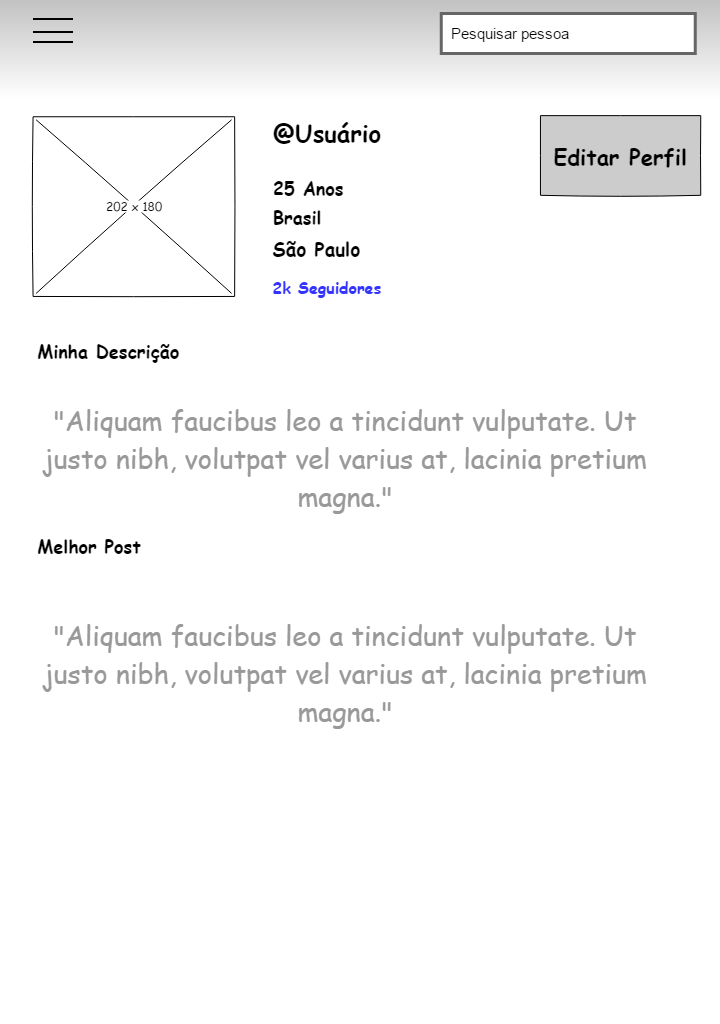 Pesquisar pessoa
202 x 180
@Usuário
Editar Perfil
25 Anos
Brasil
São Paulo
2k Seguidores
Minha Descrição
"Aliquam faucibus leo a tincidunt vulputate. Ut
justo nibh, volutpat vel varius at, lacinia pretium
magna."
Melhor Post
"Aliquam faucibus leo a tincidunt vulputate. Ut
justo nibh, volutpat vel varius at, lacinia pretium
magna."